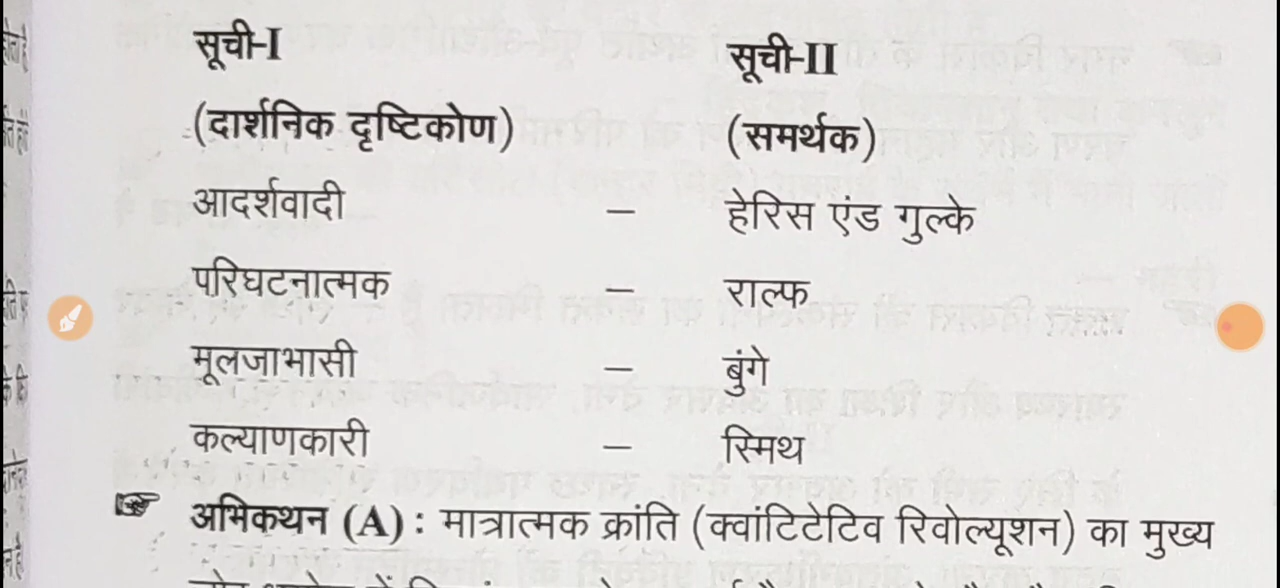 सूची-I सूची-II
(दार्शनिक दृष्टिकोण) (समर्थक)
आदर्शवादी – हेरिस एंड गुल्के
परिघटनात्मक – राल्फ
मूलजाभासी – बुंगे
कल्याणकारी – स्मिथ
☞ अभिकथन (A) : मात्रात्मक क्रांति (क्वांटिटेटिव रिवोल्यूशन) का मुख्य